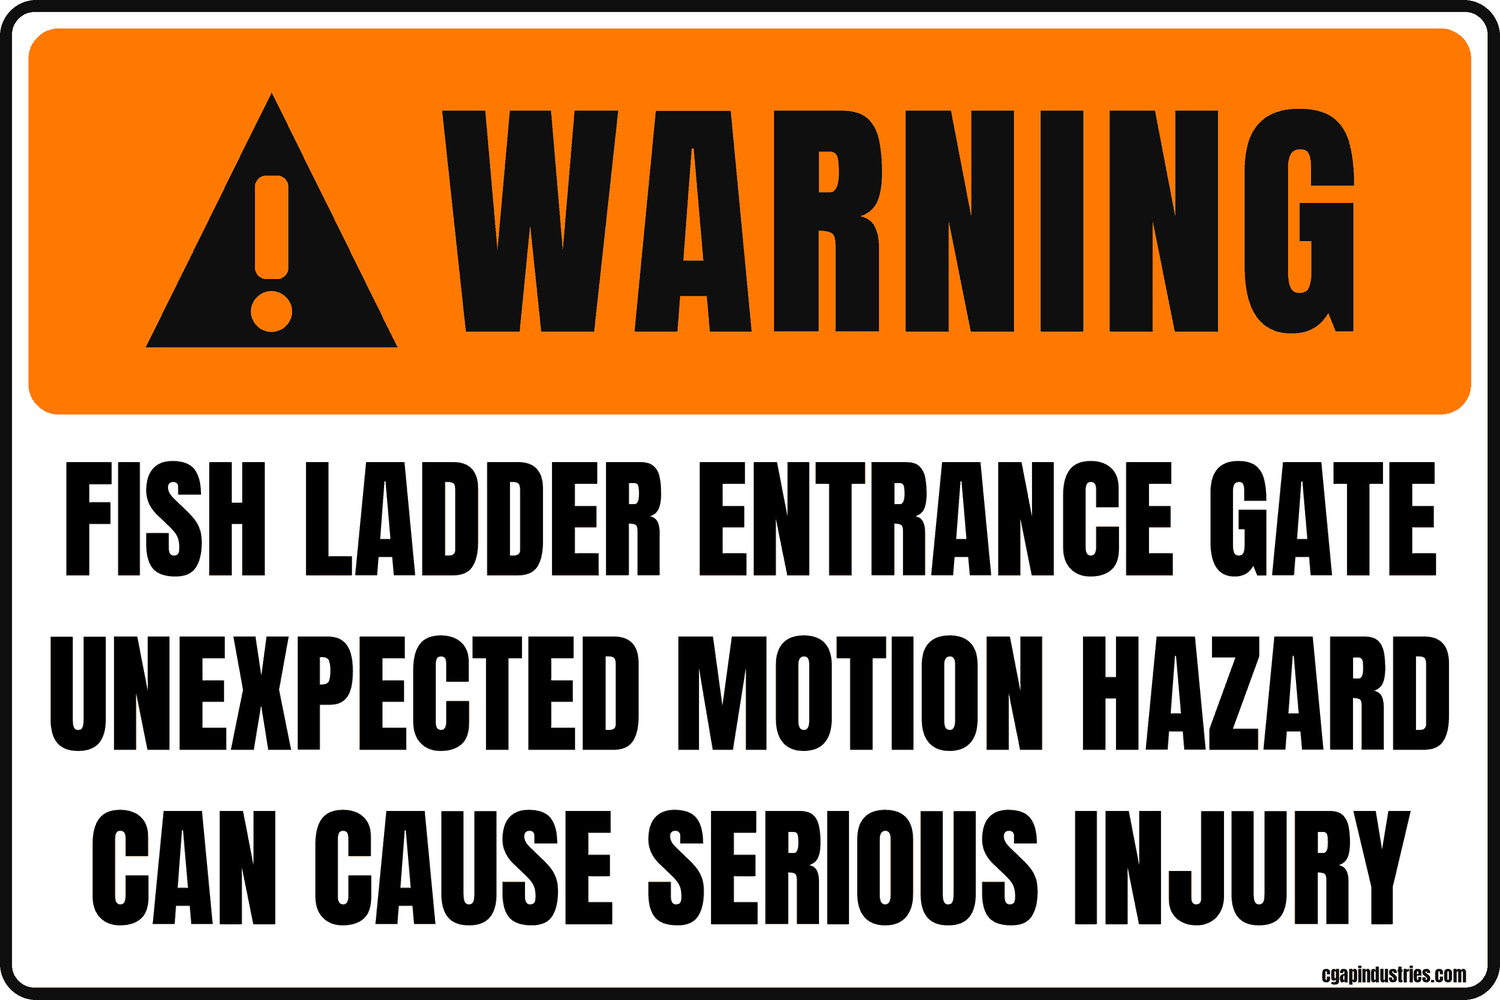 WARNING
FISH LADDER ENTRANCE GATE
UNEXPECTED MOTION HAZARD
CAN CAUSE SERIOUS INJURY
cgapindustries.com